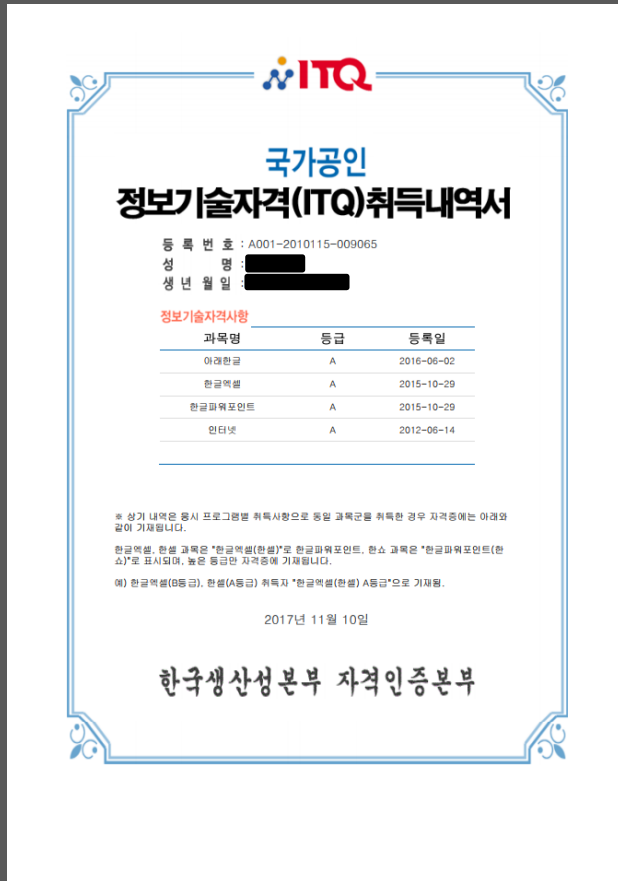 ITQ
국가공인
정보기술자격(ITQ)취득내역서
등 록 번 호 : A001-2010115-009065
성 명 :
생 년 월 일 :
정보기술자격사항
과목명 등급 등록일
아래한글 A 2016-06-02
한글엑셀 A 2015-10-29
한글파워포인트 A 2015-10-29
인터넷 A 2012-06-14
※ 상기 내역은 응시 프로그램별 취득사항으로 동일 과목군을 취득한 경우 자격증에는 아래와
같이 기재됩니다.
한글엑셀, 한셀 과목은 "한글엑셀(한셀)"로 한글파워포인트, 한쇼 과목은 "한글파워포인트(한
쇼)"로 표시되며, 높은 등급만 자격증에 기재됩니다.
예) 한글엑셀(B등급), 한셀(A등급) 취득자 "한글엑셀(한셀) A등급"으로 기재됨.
2017년 11월 10일
한국생산성본부 자격인증본부